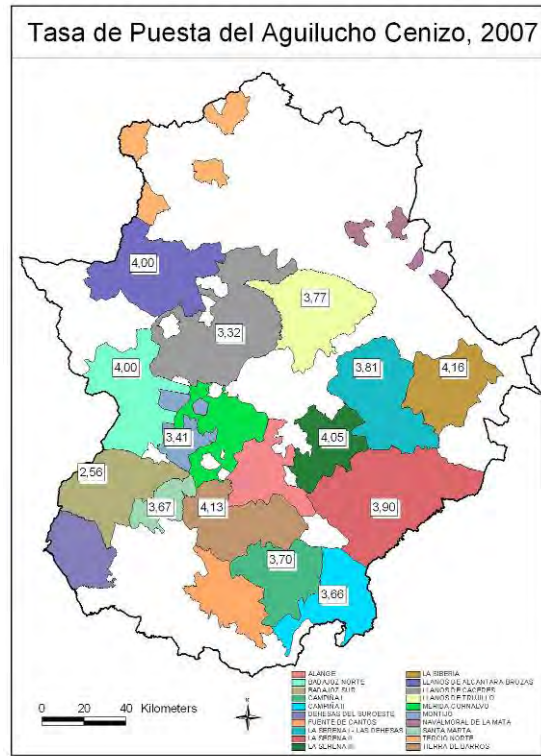 Tasa de Puesta del Aguilucho Cenizo, 2007
4,00
3,77
3,32
4,00
3,81
4,16
3,41
4,05
2,56
3,67
4,13
3,90
3,70
3,66
ALANGE
BADAJOZ NORTE
BADAJOZ SUR
CAMPIÑA I
CAMPIÑA II
DEHESAS DEL SUROESTE
FUENTE DE CANTOS
LA SERENA I - LAS DEHESAS
LA SERENA II
LA SERENA III
LA SIBERIA
LLANOS DE ALCANTARA-BROZAS
LLANOS DE CACERES
LLANOS DE TRUJILLO
MERIDA CORNALVO
MONTIJO
NAVALMORAL DE LA MATA
SANTA MARTA
TERCIO NORTE
TIERRA DE BARROS
0 20 40 Kilometers